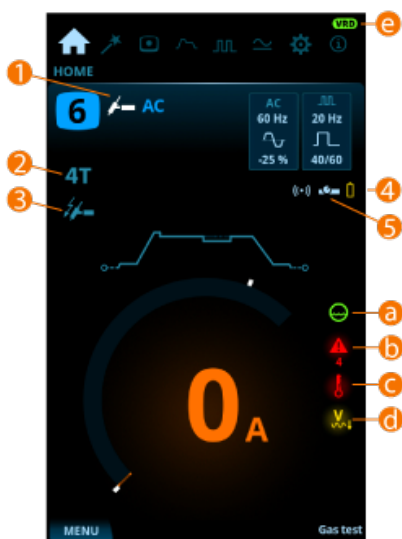 VRD
e
HOME
1
6
AC
AC
60 Hz
-25 %
20 Hz
40/60
2
4T
3
4
5
a
b
4
c
V
d
0 A
MENU
Gas test